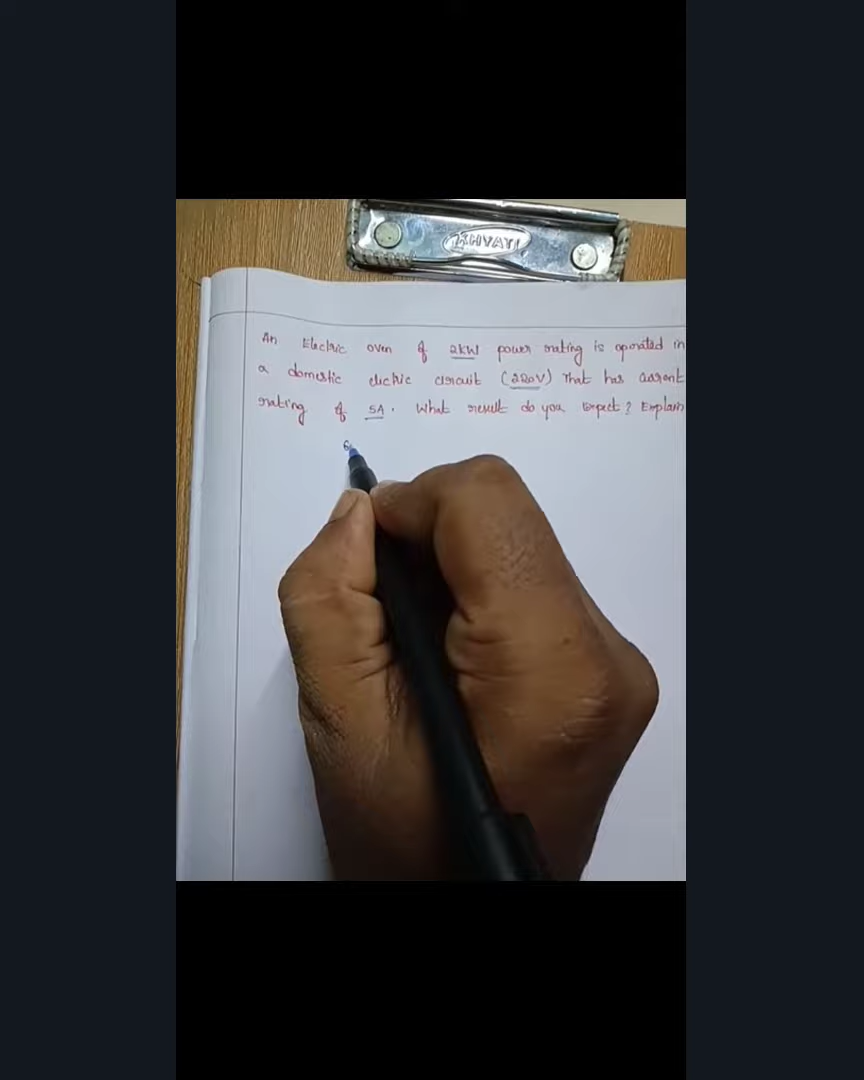 KHYATI
An Electric oven of 2kW power rating is operated in
a domestic electric circuit (220V) That has current
rating of 5A. What result do you Expect? Explain